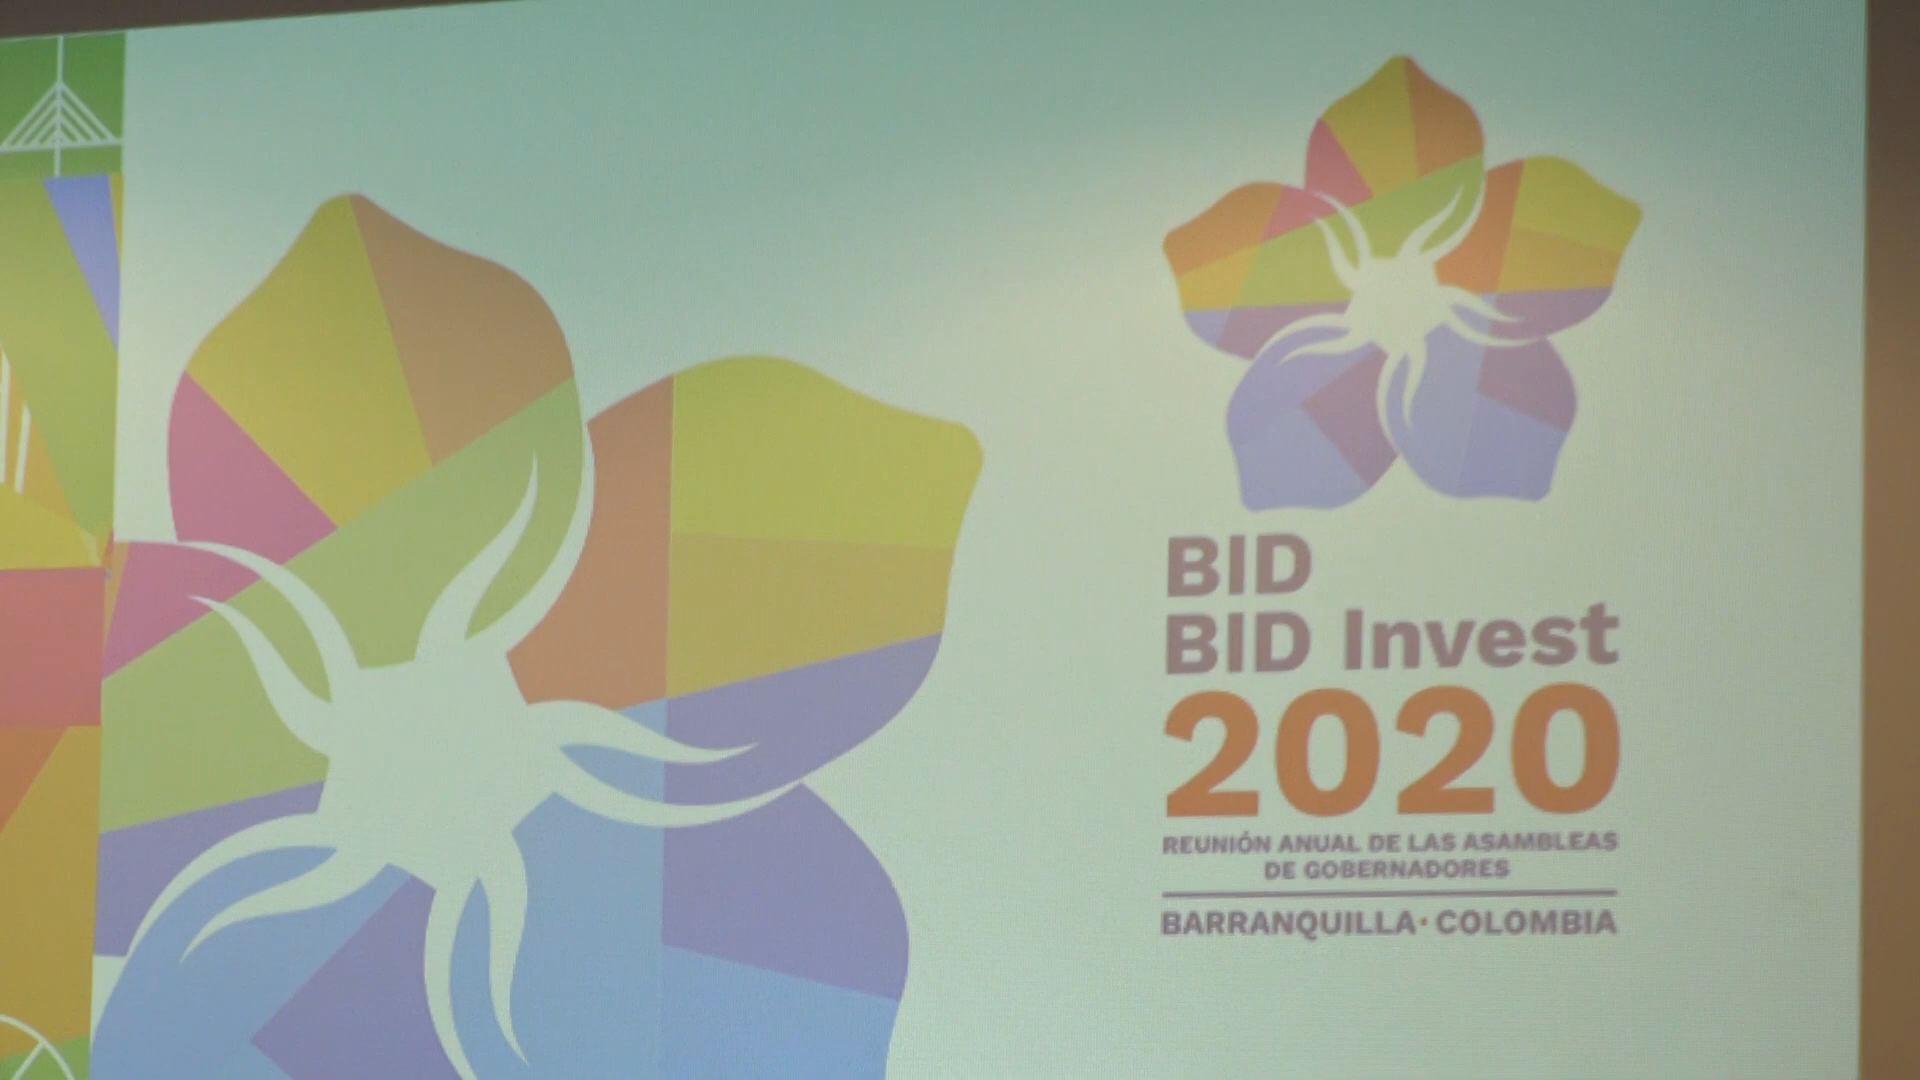 BID
BID Invest
2020
REUNIÓN ANUAL DE LAS ASAMBLEAS
DE GOBERNADORES
BARRANQUILLA · COLOMBIA